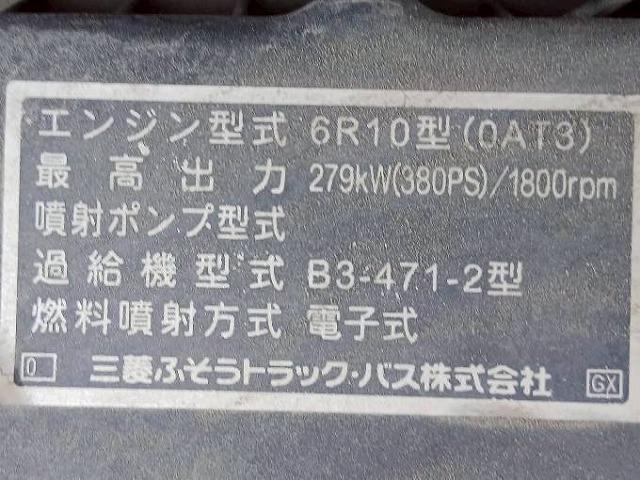 エンジン型式 6R10型(0AT3)
最高出力 279kW(380PS)/1800rpm
噴射ポンプ型式
過給機型式 B3-471-2型
燃料噴射方式 電子式
0 三菱ふそうトラック・バス株式会社 GX